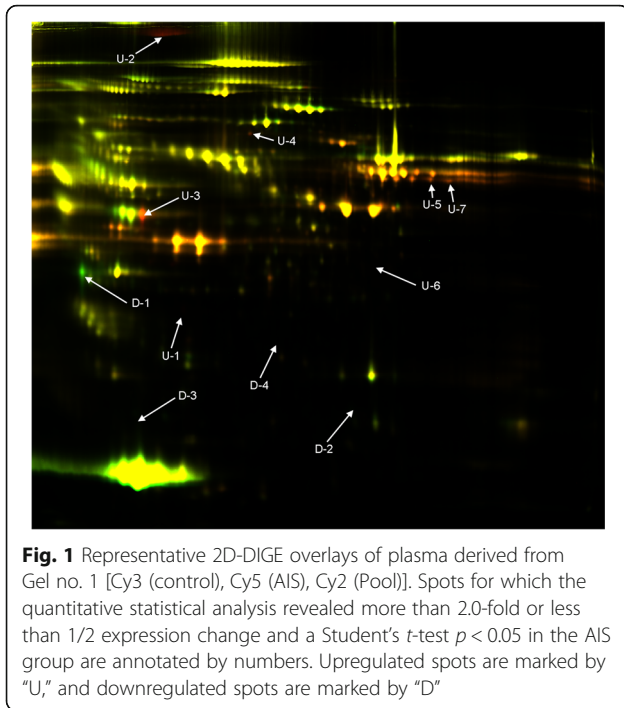 U-2
U-4
U-3
U-5
U-7
U-6
D-1
U-1
D-4
D-3
D-2
Fig. 1 Representative 2D-DIGE overlays of plasma derived from
Gel no. 1 [Cy3 (control), Cy5 (AIS), Cy2 (Pool)]. Spots for which the
quantitative statistical analysis revealed more than 2.0-fold or less
than 1/2 expression change and a Student’s t-test p < 0.05 in the AIS
group are annotated by numbers. Upregulated spots are marked by
“U,” and downregulated spots are marked by “D”